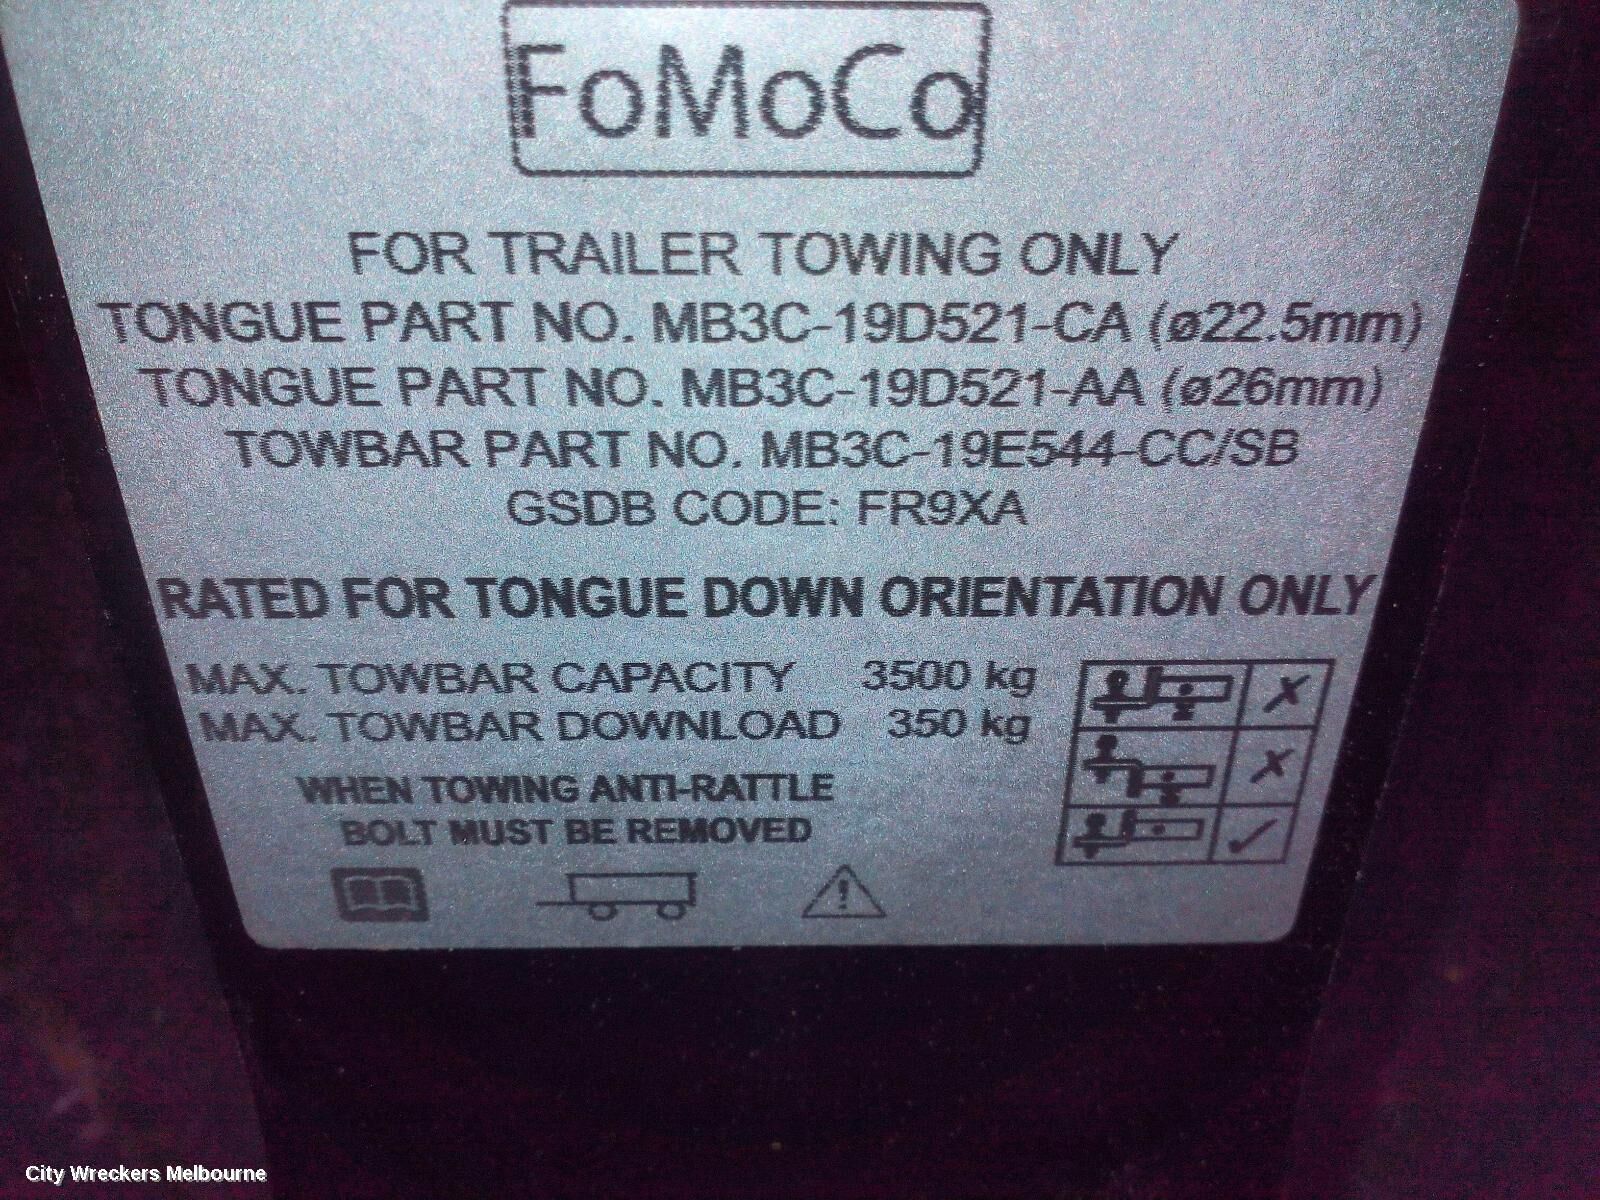 FoMoCo
FOR TRAILER TOWING ONLY
TONGUE PART NO. MB3C-19D521-CA (ø22.5mm)
TONGUE PART NO. MB3C-19D521-AA (ø26mm)
TOWBAR PART NO. MB3C-19E544-CC/SB
GSDB CODE: FR9XA
RATED FOR TONGUE DOWN ORIENTATION ONLY
MAX. TOWBAR CAPACITY 3500 kg
MAX. TOWBAR DOWNLOAD 350 kg
WHEN TOWING ANTI-RATTLE
BOLT MUST BE REMOVED
City Wreckers Melbourne